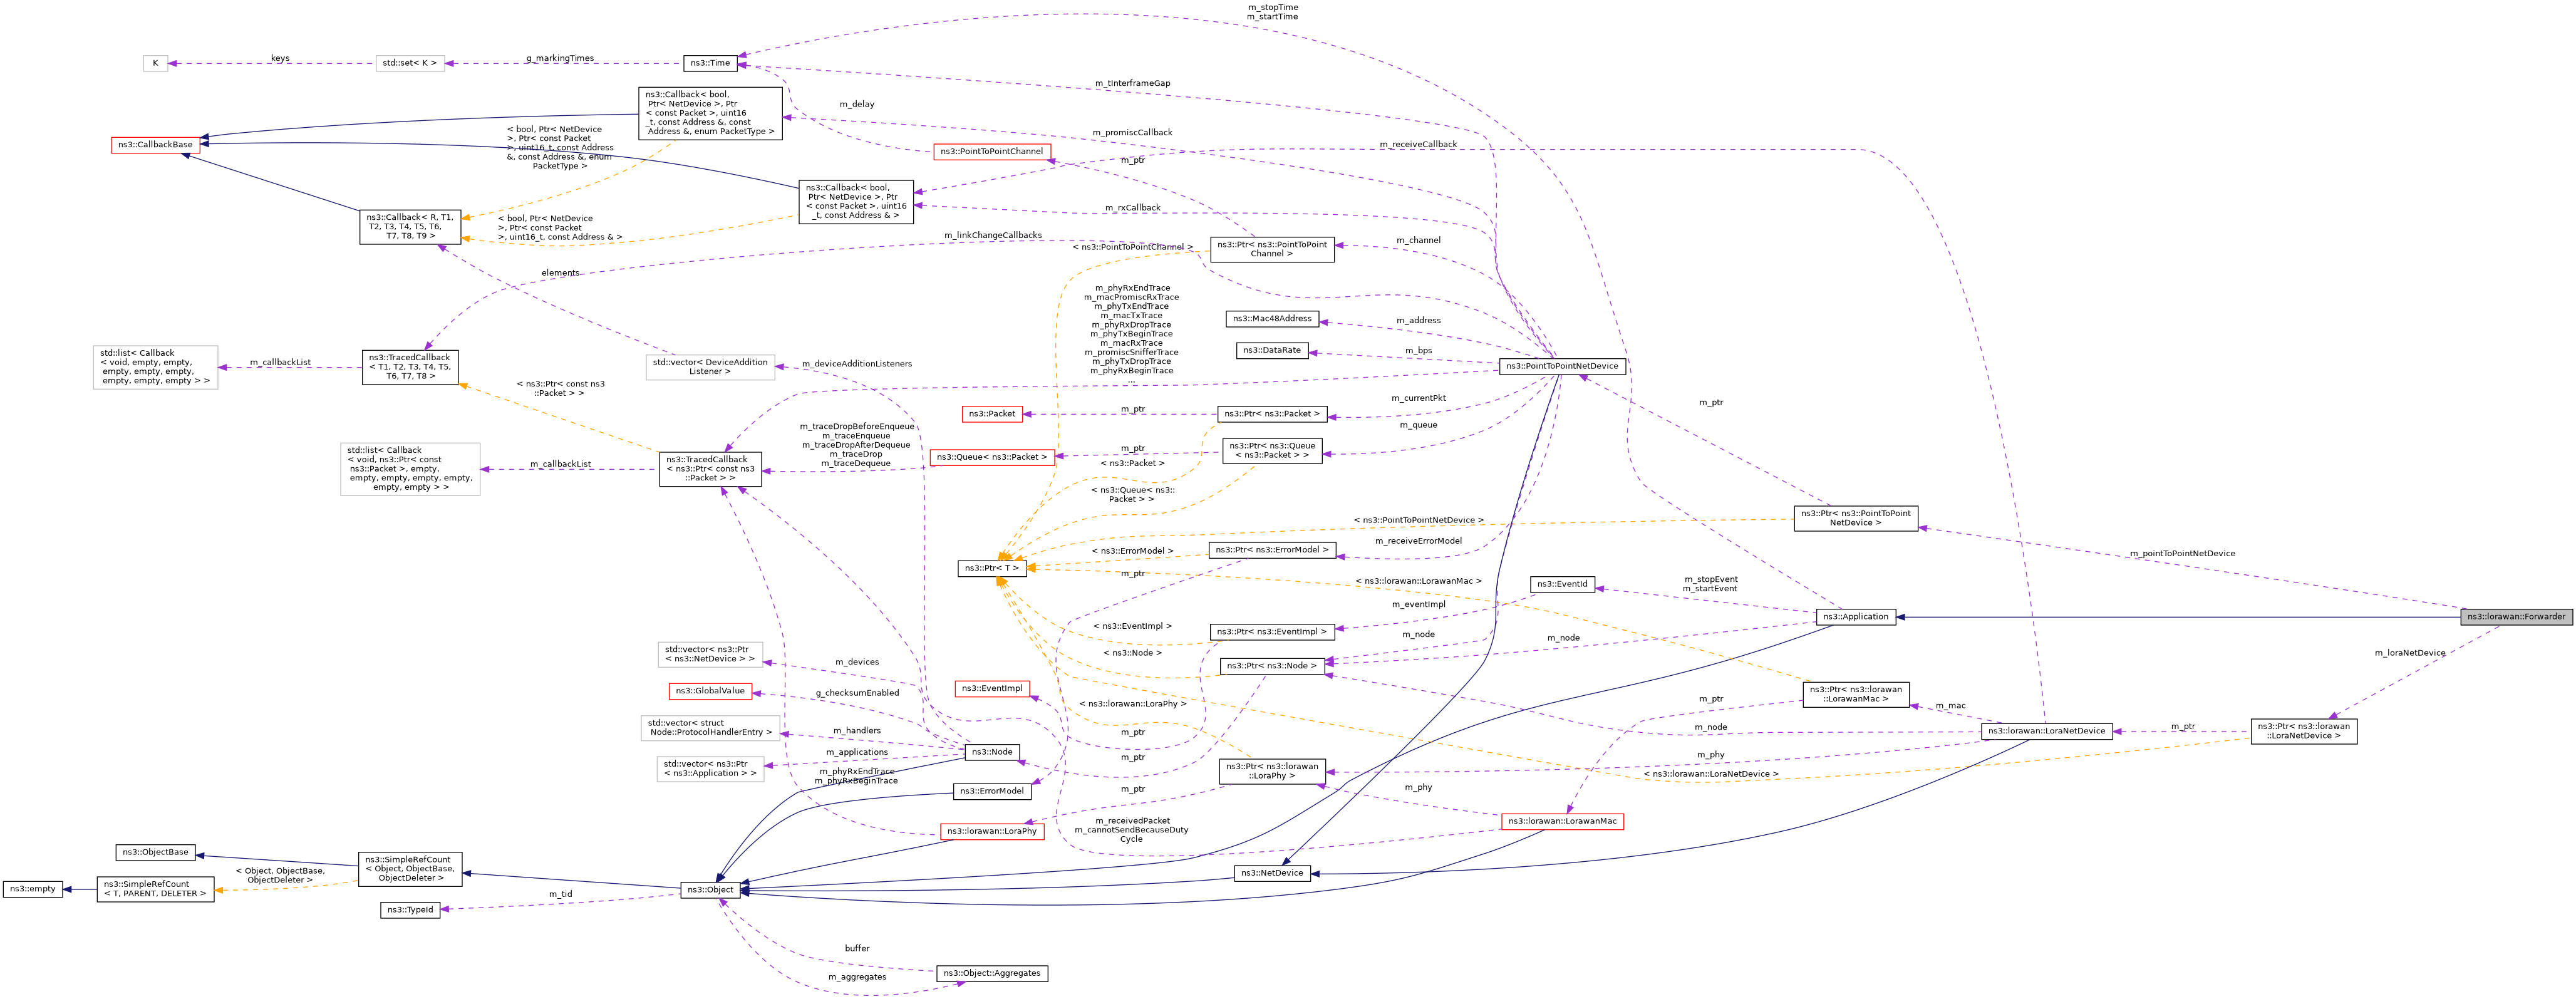 m_stopTime
m_startTime
K
keys
std::set< K >
g_markingTimes
ns3::Time
m_tInterframeGap
ns3::Callback< bool,
Ptr< NetDevice >, Ptr
< const Packet >, uint16
_t, const Address &, const
Address &, enum PacketType >
m_delay
m_promiscCallback
ns3::CallbackBase
< bool, Ptr< NetDevice
>, Ptr< const Packet
>, uint16_t, const Address
&, const Address &, enum
PacketType >
ns3::PointToPointChannel
m_ptr
m_receiveCallback
ns3::Callback< bool,
Ptr< NetDevice >, Ptr
< const Packet >, uint16
_t, const Address & >
m_rxCallback
ns3::Callback< R, T1,
T2, T3, T4, T5, T6,
T7, T8, T9 >
< bool, Ptr< NetDevice
>, Ptr< const Packet
>, uint16_t, const Address & >
m_linkChangeCallbacks
< ns3::PointToPointChannel >
ns3::Ptr< ns3::PointToPoint
Channel >
m_channel
elements
m_phyRxEndTrace
m_macPromiscRxTrace
m_phyTxEndTrace
m_macTxTrace
m_phyRxDropTrace
m_phyTxBeginTrace
m_macRxTrace
m_promiscSnifferTrace
m_phyTxDropTrace
m_phyRxBeginTrace
...
ns3::Mac48Address
m_address
ns3::DataRate
m_bps
ns3::PointToPointNetDevice
std::list< Callback
< void, empty, empty,
empty, empty, empty,
empty, empty, empty > >
m_callbackList
ns3::TracedCallback
< T1, T2, T3, T4, T5,
T6, T7, T8 >
std::vector< DeviceAddition
Listener >
m_deviceAdditionListeners
< ns3::Ptr< const ns3
::Packet > >
ns3::Packet
m_ptr
ns3::Ptr< ns3::Packet >
m_currentPkt
m_ptr
m_traceDropBeforeEnqueue
m_traceEnqueue
m_traceDropAfterDequeue
m_traceDrop
m_traceDequeue
m_queue
std::list< Callback
< void, ns3::Ptr< const
ns3::Packet >, empty,
empty, empty, empty, empty,
empty, empty > >
m_callbackList
ns3::TracedCallback
< ns3::Ptr< const ns3
::Packet > >
ns3::Queue< ns3::Packet >
m_ptr
ns3::Ptr< ns3::Queue
< ns3::Packet > >
< ns3::Packet >
< ns3::Queue< ns3::
Packet > >
< ns3::PointToPointNetDevice >
ns3::Ptr< ns3::PointToPoint
NetDevice >
m_receiveErrorModel
< ns3::ErrorModel >
ns3::Ptr< ns3::ErrorModel >
m_pointToPointNetDevice
ns3::Ptr< T >
m_ptr
< ns3::lorawan::LorawanMac >
ns3::EventId
m_stopEvent
m_startEvent
m_eventImpl
ns3::Application
ns3::lorawan::Forwarder
< ns3::EventImpl >
ns3::Ptr< ns3::EventImpl >
m_node
m_node
std::vector< ns3::Ptr
< ns3::NetDevice > >
m_devices
< ns3::Node >
ns3::Ptr< ns3::Node >
m_loraNetDevice
ns3::GlobalValue
g_checksumEnabled
ns3::EventImpl
< ns3::lorawan::LoraPhy >
m_ptr
ns3::Ptr< ns3::lorawan
::LorawanMac >
m_mac
std::vector< struct
Node::ProtocolHandlerEntry >
m_handlers
m_ptr
m_node
ns3::lorawan::LoraNetDevice
m_ptr
ns3::Ptr< ns3::lorawan
::LoraNetDevice >
m_applications
ns3::Node
m_ptr
m_phy
std::vector< ns3::Ptr
< ns3::Application > >
m_phyRxEndTrace
m_phyRxBeginTrace
ns3::Ptr< ns3::lorawan
::LoraPhy >
< ns3::lorawan::LoraNetDevice >
ns3::ErrorModel
m_ptr
m_phy
ns3::lorawan::LoraPhy
m_receivedPacket
m_cannotSendBecauseDuty
Cycle
ns3::lorawan::LorawanMac
ns3::ObjectBase
ns3::SimpleRefCount
< Object, ObjectBase,
ObjectDeleter >
< Object, ObjectBase,
ObjectDeleter >
ns3::NetDevice
ns3::empty
ns3::SimpleRefCount
< T, PARENT, DELETER >
ns3::Object
m_tid
ns3::TypeId
buffer
m_aggregates
ns3::Object::Aggregates